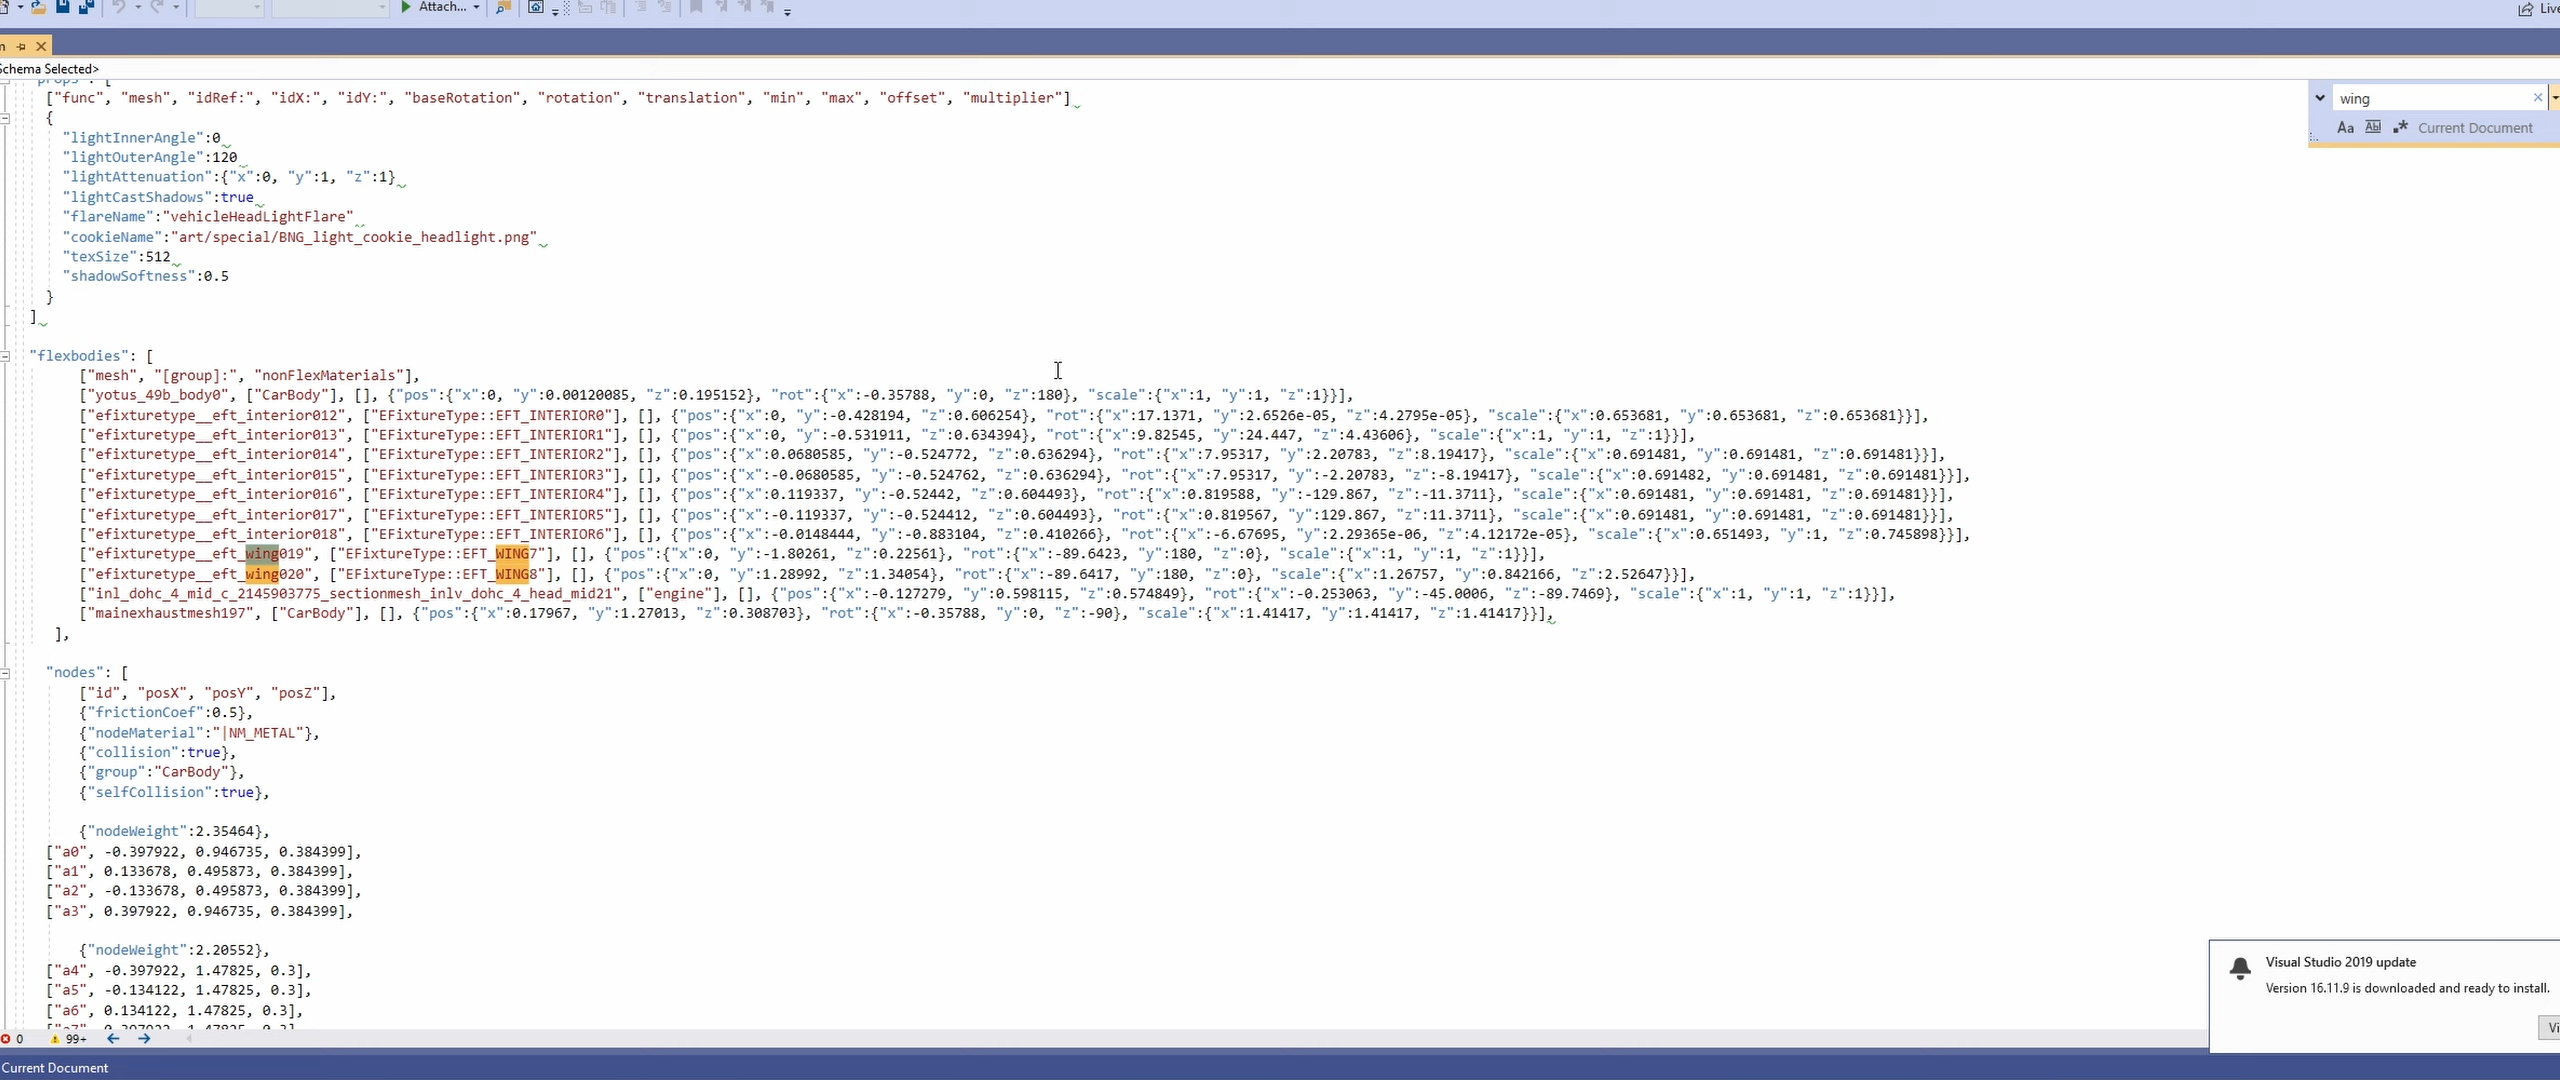 Attach...
Live
Schema Selected>
["func", "mesh", "idRef:", "idX:", "idY:", "baseRotation", "rotation", "translation", "min", "max", "offset", "multiplier"]
{
"lightInnerAngle":0
"lightOuterAngle":120
"lightAttenuation":{"x":0, "y":1, "z":1}
"lightCastShadows":true
"flareName":"vehicleHeadLightFlare"
"cookieName":"art/special/BNG_light_cookie_headlight.png"
"texSize":512
"shadowSoftness":0.5
}
]
"flexbodies": [
["mesh", "[group]:", "nonFlexMaterials"],
["yotus_49b_body0", ["CarBody"], [], {"pos":{"x":0, "y":0.00120085, "z":0.195152}, "rot":{"x":-0.35788, "y":0, "z":180}, "scale":{"x":1, "y":1, "z":1}}],
["efixturetype__eft_interior012", ["EFixtureType::EFT_INTERIOR0"], [], {"pos":{"x":0, "y":-0.428194, "z":0.606254}, "rot":{"x":17.1371, "y":2.6526e-05, "z":4.2795e-05}, "scale":{"x":0.653681, "y":0.653681, "z":0.653681}}],
["efixturetype__eft_interior013", ["EFixtureType::EFT_INTERIOR1"], [], {"pos":{"x":0, "y":-0.531911, "z":0.634394}, "rot":{"x":9.82545, "y":24.447, "z":4.43606}, "scale":{"x":1, "y":1, "z":1}}],
["efixturetype__eft_interior014", ["EFixtureType::EFT_INTERIOR2"], [], {"pos":{"x":0.0680585, "y":-0.524772, "z":0.636294}, "rot":{"x":7.95317, "y":2.20783, "z":8.19417}, "scale":{"x":0.691481, "y":0.691481, "z":0.691481}}],
["efixturetype__eft_interior015", ["EFixtureType::EFT_INTERIOR3"], [], {"pos":{"x":-0.0680585, "y":-0.524762, "z":0.636294}, "rot":{"x":7.95317, "y":-2.20783, "z":-8.19417}, "scale":{"x":0.691482, "y":0.691481, "z":0.691481}}],
["efixturetype__eft_interior016", ["EFixtureType::EFT_INTERIOR4"], [], {"pos":{"x":0.119337, "y":-0.52442, "z":0.604493}, "rot":{"x":0.819588, "y":-129.867, "z":-11.3711}, "scale":{"x":0.691481, "y":0.691481, "z":0.691481}}],
["efixturetype__eft_interior017", ["EFixtureType::EFT_INTERIOR5"], [], {"pos":{"x":-0.119337, "y":-0.524412, "z":0.604493}, "rot":{"x":0.819567, "y":129.867, "z":11.3711}, "scale":{"x":0.691481, "y":0.691481, "z":0.691481}}],
["efixturetype__eft_interior018", ["EFixtureType::EFT_INTERIOR6"], [], {"pos":{"x":-0.0148444, "y":-0.883104, "z":0.410266}, "rot":{"x":-6.67695, "y":2.29365e-06, "z":4.12172e-05}, "scale":{"x":0.651493, "y":1, "z":0.745898}}],
["efixturetype__eft_wing019", ["EFixtureType::EFT_WING7"], [], {"pos":{"x":0, "y":-1.80261, "z":0.22561}, "rot":{"x":-89.6423, "y":180, "z":0}, "scale":{"x":1, "y":1, "z":1}}],
["efixturetype__eft_wing020", ["EFixtureType::EFT_WING8"], [], {"pos":{"x":0, "y":1.28992, "z":1.34054}, "rot":{"x":-89.6417, "y":180, "z":0}, "scale":{"x":1.26757, "y":0.842166, "z":2.52647}}],
["inl_dohc_4_mid_c_2145903775_sectionmesh_inlv_dohc_4_head_mid21", ["engine"], [], {"pos":{"x":-0.127279, "y":0.598115, "z":0.574849}, "rot":{"x":-0.253063, "y":-45.0006, "z":-89.7469}, "scale":{"x":1, "y":1, "z":1}}],
["mainexhaustmesh197", ["CarBody"], [], {"pos":{"x":0.17967, "y":1.27013, "z":0.308703}, "rot":{"x":-0.35788, "y":0, "z":-90}, "scale":{"x":1.41417, "y":1.41417, "z":1.41417}}],
],
"nodes": [
["id", "posX", "posY", "posZ"],
{"frictionCoef":0.5},
{"nodeMaterial":"|NM_METAL"},
{"collision":true},
{"group":"CarBody"},
{"selfCollision":true},
{"nodeWeight":2.35464},
["a0", -0.397922, 0.946735, 0.384399],
["a1", 0.133678, 0.495873, 0.384399],
["a2", -0.133678, 0.495873, 0.384399],
["a3", 0.397922, 0.946735, 0.384399],
{"nodeWeight":2.20552},
["a4", -0.397922, 1.47825, 0.3],
["a5", -0.134122, 1.47825, 0.3],
["a6", 0.134122, 1.47825, 0.3],
wing
Aa Ab .* Current Document
Visual Studio 2019 update
Version 16.11.9 is downloaded and ready to install.
Vi
0 99+
Current Document